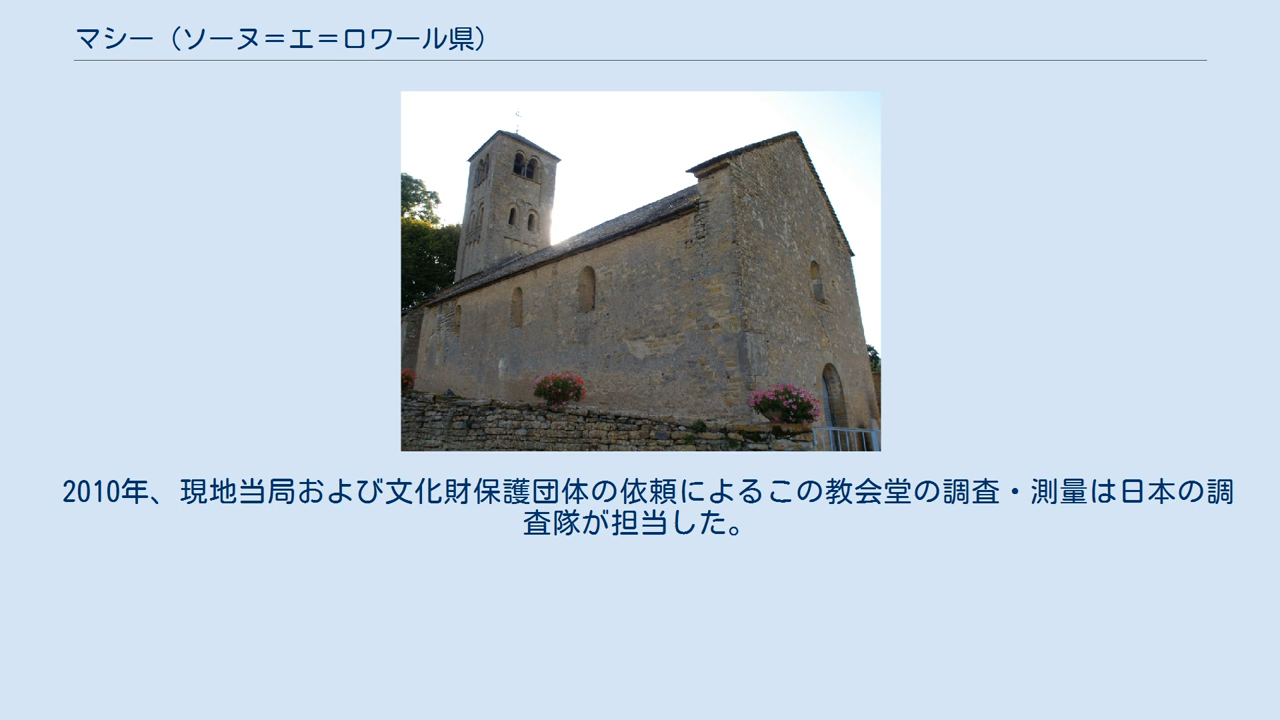 マシー（ソーヌ＝エ＝ロワール県）
2010年、現地当局および文化財保護団体の依頼によるこの教会堂の調査・測量は日本の調
査隊が担当した。